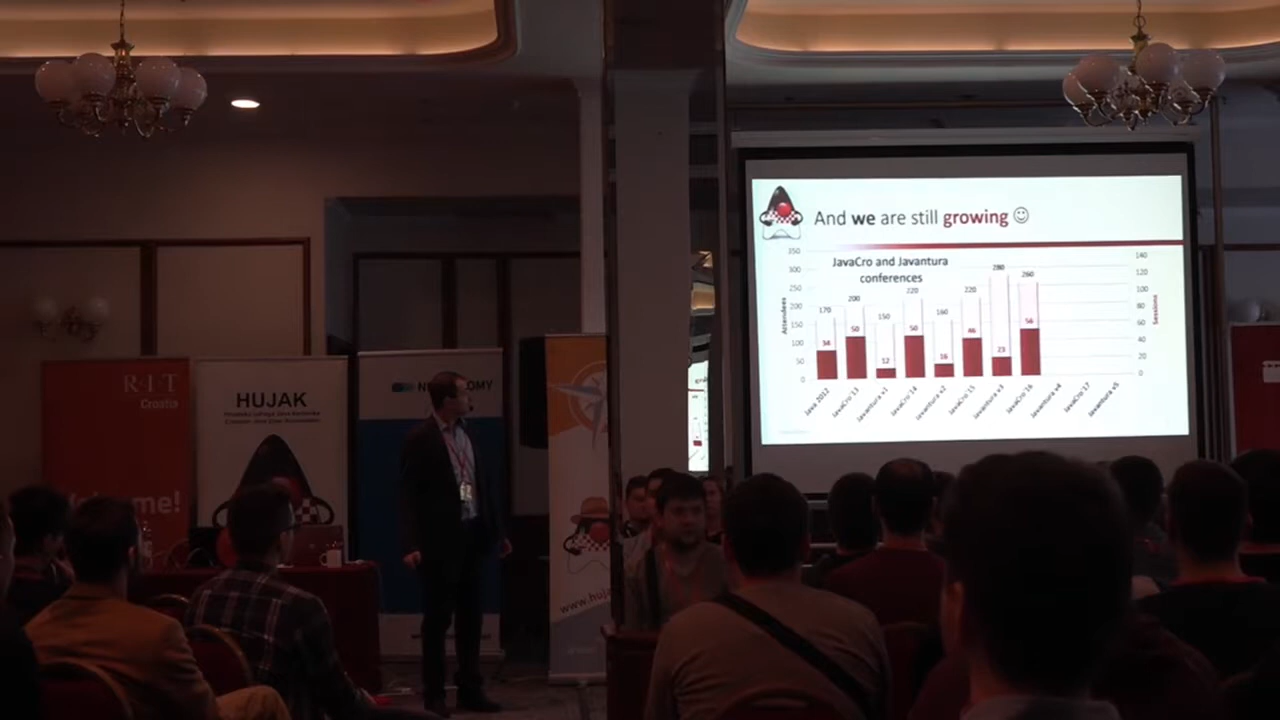 And we are still growing ☺
JavaCro and Javantura
conferences
350
300
250
200
150
100
50
0
Attendees
170
200
150
220
160
220
280
260
34
50
12
50
16
46
23
56
140
120
100
80
60
40
20
0
Sessions
Java 2012
JavaCro'13
Javantura v1
JavaCro'14
Javantura v2
JavaCro'15
Javantura v3
JavaCro'16
Javantura v4
JavaCro'17
Javantura v5
R·I·T
Croatia
me!
HUJAK
OMY
www.huja